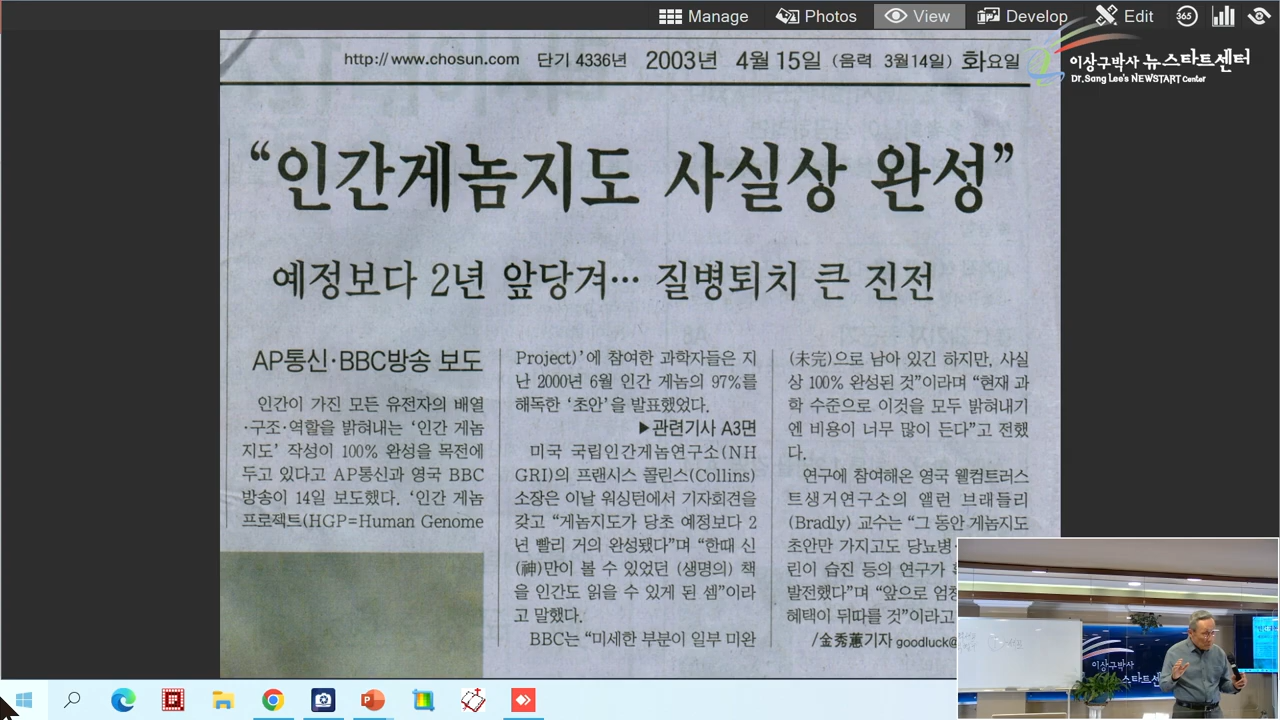 Manage Photos View Develop Edit 365
http://www.chosun.com 단기 4336년 2003년 4월 15일 (음력 3월14일) 화요일
이상구박사 뉴스타트센터
Dr. Sang Lee's NEWSTART Center
“인간게놈지도 사실상 완성”
예정보다 2년 앞당겨… 질병퇴치 큰 진전
AP통신·BBC방송 보도
인간이 가진 모든 유전자의 배열
·구조·역할을 밝혀내는 ‘인간 게놈
지도’ 작성이 100% 완성을 목전에
두고 있다고 AP통신과 영국 BBC
방송이 14일 보도했다. ‘인간 게놈
프로젝트(HGP=Human Genome
Project)’에 참여한 과학자들은 지
난 2000년 6월 인간 게놈의 97%를
해독한 ‘초안’을 발표했었다.
▶관련기사 A3면
미국 국립인간게놈연구소(NH
GRI)의 프랜시스 콜린스(Collins)
소장은 이날 워싱턴에서 기자회견을
갖고 “게놈지도가 당초 예정보다 2
년 빨리 거의 완성됐다”며 “한때 신
(神)만이 볼 수 있었던 (생명의) 책
을 인간도 읽을 수 있게 된 셈”이라
고 말했다.
BBC는 “미세한 부분이 일부 미완
(未完)으로 남아 있긴 하지만, 사실
상 100% 완성된 것”이라며 “현재 과
학 수준으로 이것을 모두 밝혀내기
엔 비용이 너무 많이 든다”고 전했
다.
연구에 참여해온 영국 웰컴트러스
트생거연구소의 앨런 브래들리
(Bradly) 교수는 “그 동안 게놈지도
초안만 가지고도 당뇨병·
린이 습진 등의 연구가
발전했다”며 “앞으로
혜택이 뒤따를 것”이라고
/金秀蕙기자 goodluck@
이상구박사
뉴스타트센터